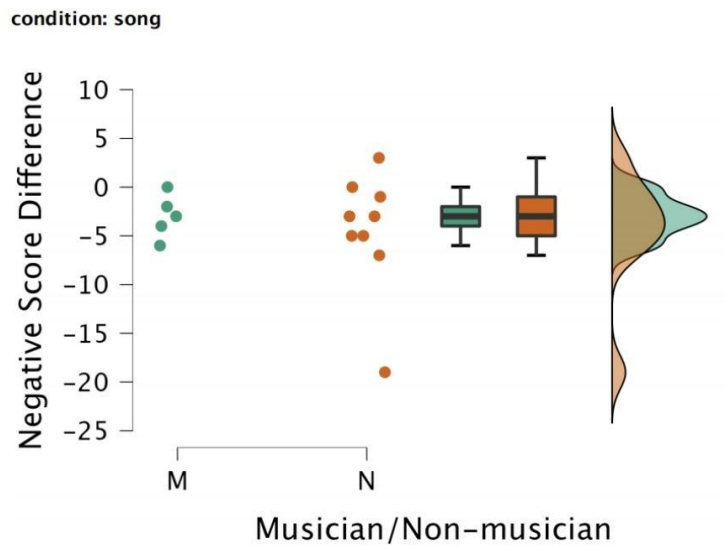 condition: song
Negative Score Difference
10
5
0
−5
−10
−15
−20
−25
M N
Musician/Non−musician